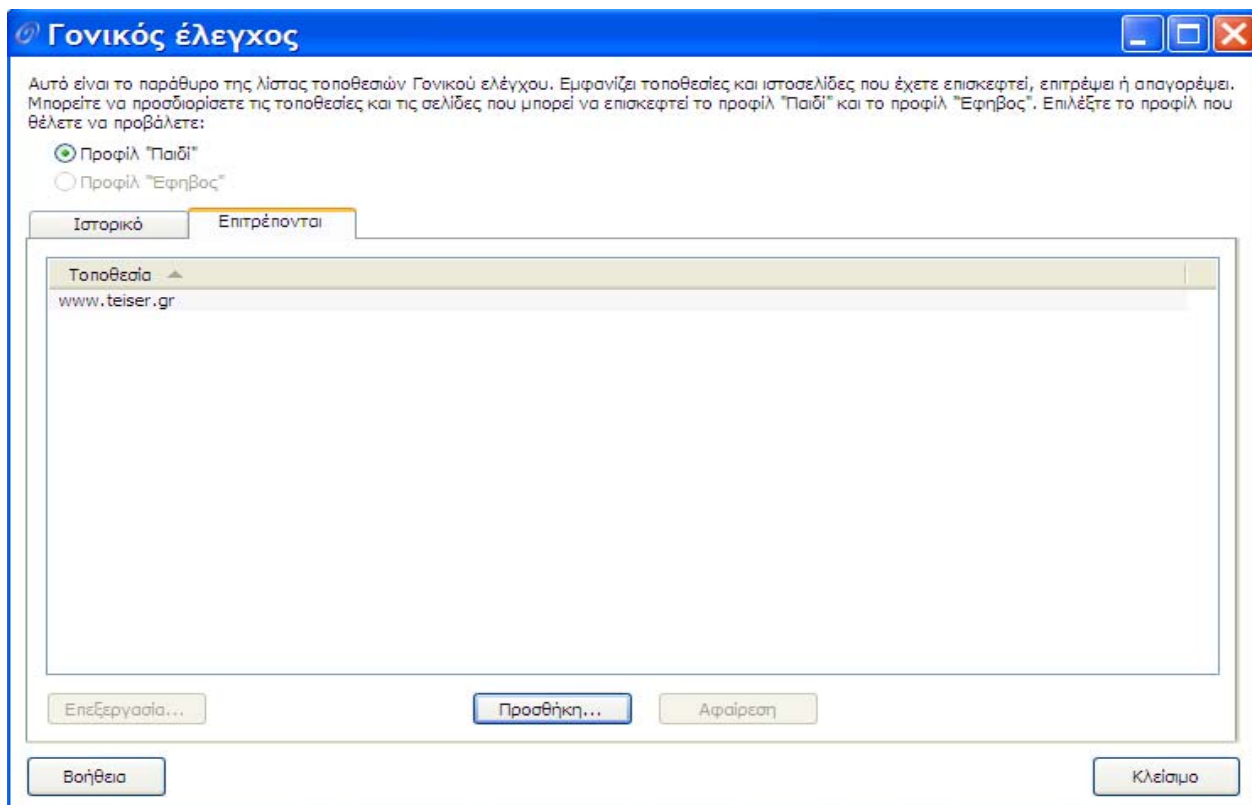 Γονικός έλεγχος
Αυτό είναι το παράθυρο της λίστας τοποθεσιών Γονικού ελέγχου. Εμφανίζει τοποθεσίες και ιστοσελίδες που έχετε επισκεφτεί, επιτρέψει ή απαγορέψει.
Μπορείτε να προσδιορίσετε τις τοποθεσίες και τις σελίδες που μπορεί να επισκεφτεί το προφίλ "Παιδί" και το προφίλ "Έφηβος". Επιλέξτε το προφίλ που
θέλετε να προβάλετε:
Προφίλ "Παιδί"
Προφίλ "Έφηβος"
Ιστορικό Επιτρέπονται
Τοποθεσία
www.teiser.gr
Επεξεργασία... Προσθήκη... Αφαίρεση
Βοήθεια Κλείσιμο